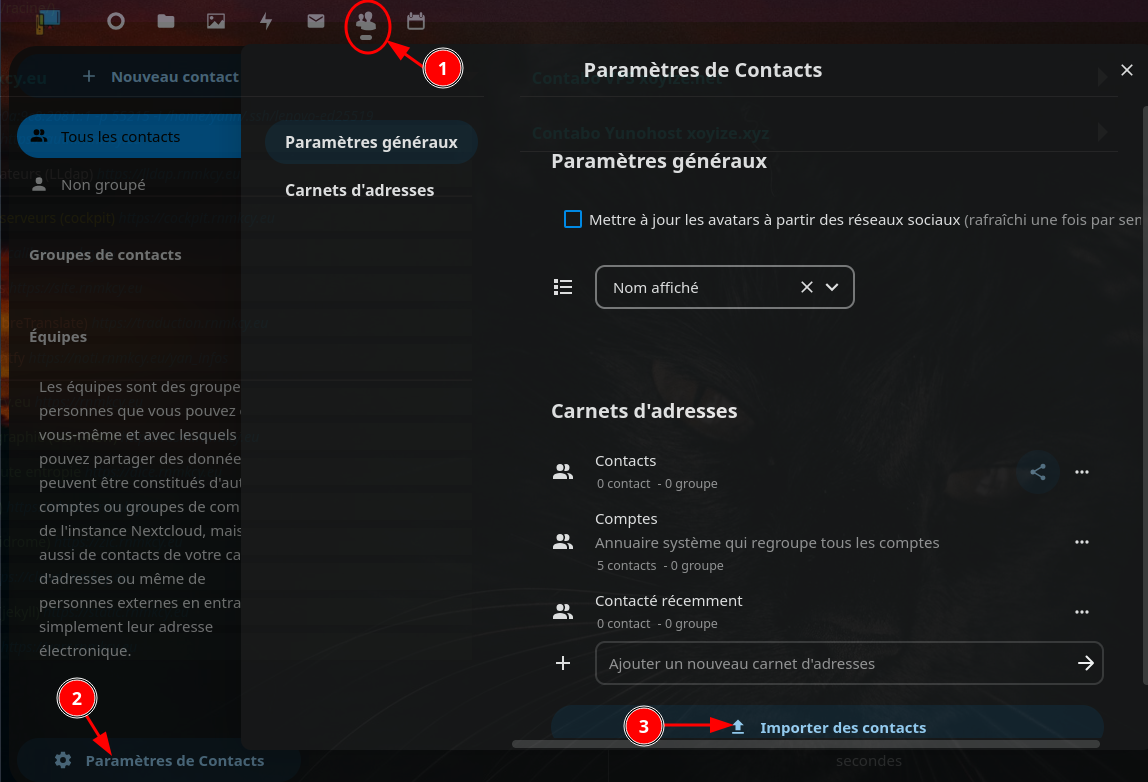 1
Nouveau contact
Tous les contacts
Non groupé
Groupes de contacts
Équipes
Les équipes sont des groupe
personnes que vous pouvez
vous-même et avec lesquels
pouvez partager des donnée
peuvent être constitués d'aut
comptes ou groupes de com
de l'instance Nextcloud, mais
aussi de contacts de votre ca
d'adresses ou même de
personnes externes en entra
simplement leur adresse
électronique.
2
Paramètres de Contacts
Paramètres généraux
Carnets d'adresses
Paramètres de Contacts
Contabo Yunohost xoyize.xyz
Paramètres généraux
Mettre à jour les avatars à partir des réseaux sociaux (rafraîchi une fois par sem
Nom affiché
Carnets d'adresses
Contacts
0 contact - 0 groupe
Comptes
Annuaire système qui regroupe tous les comptes
5 contacts - 0 groupe
Contacté récemment
0 contact - 0 groupe
Ajouter un nouveau carnet d'adresses
3
Importer des contacts
secondes